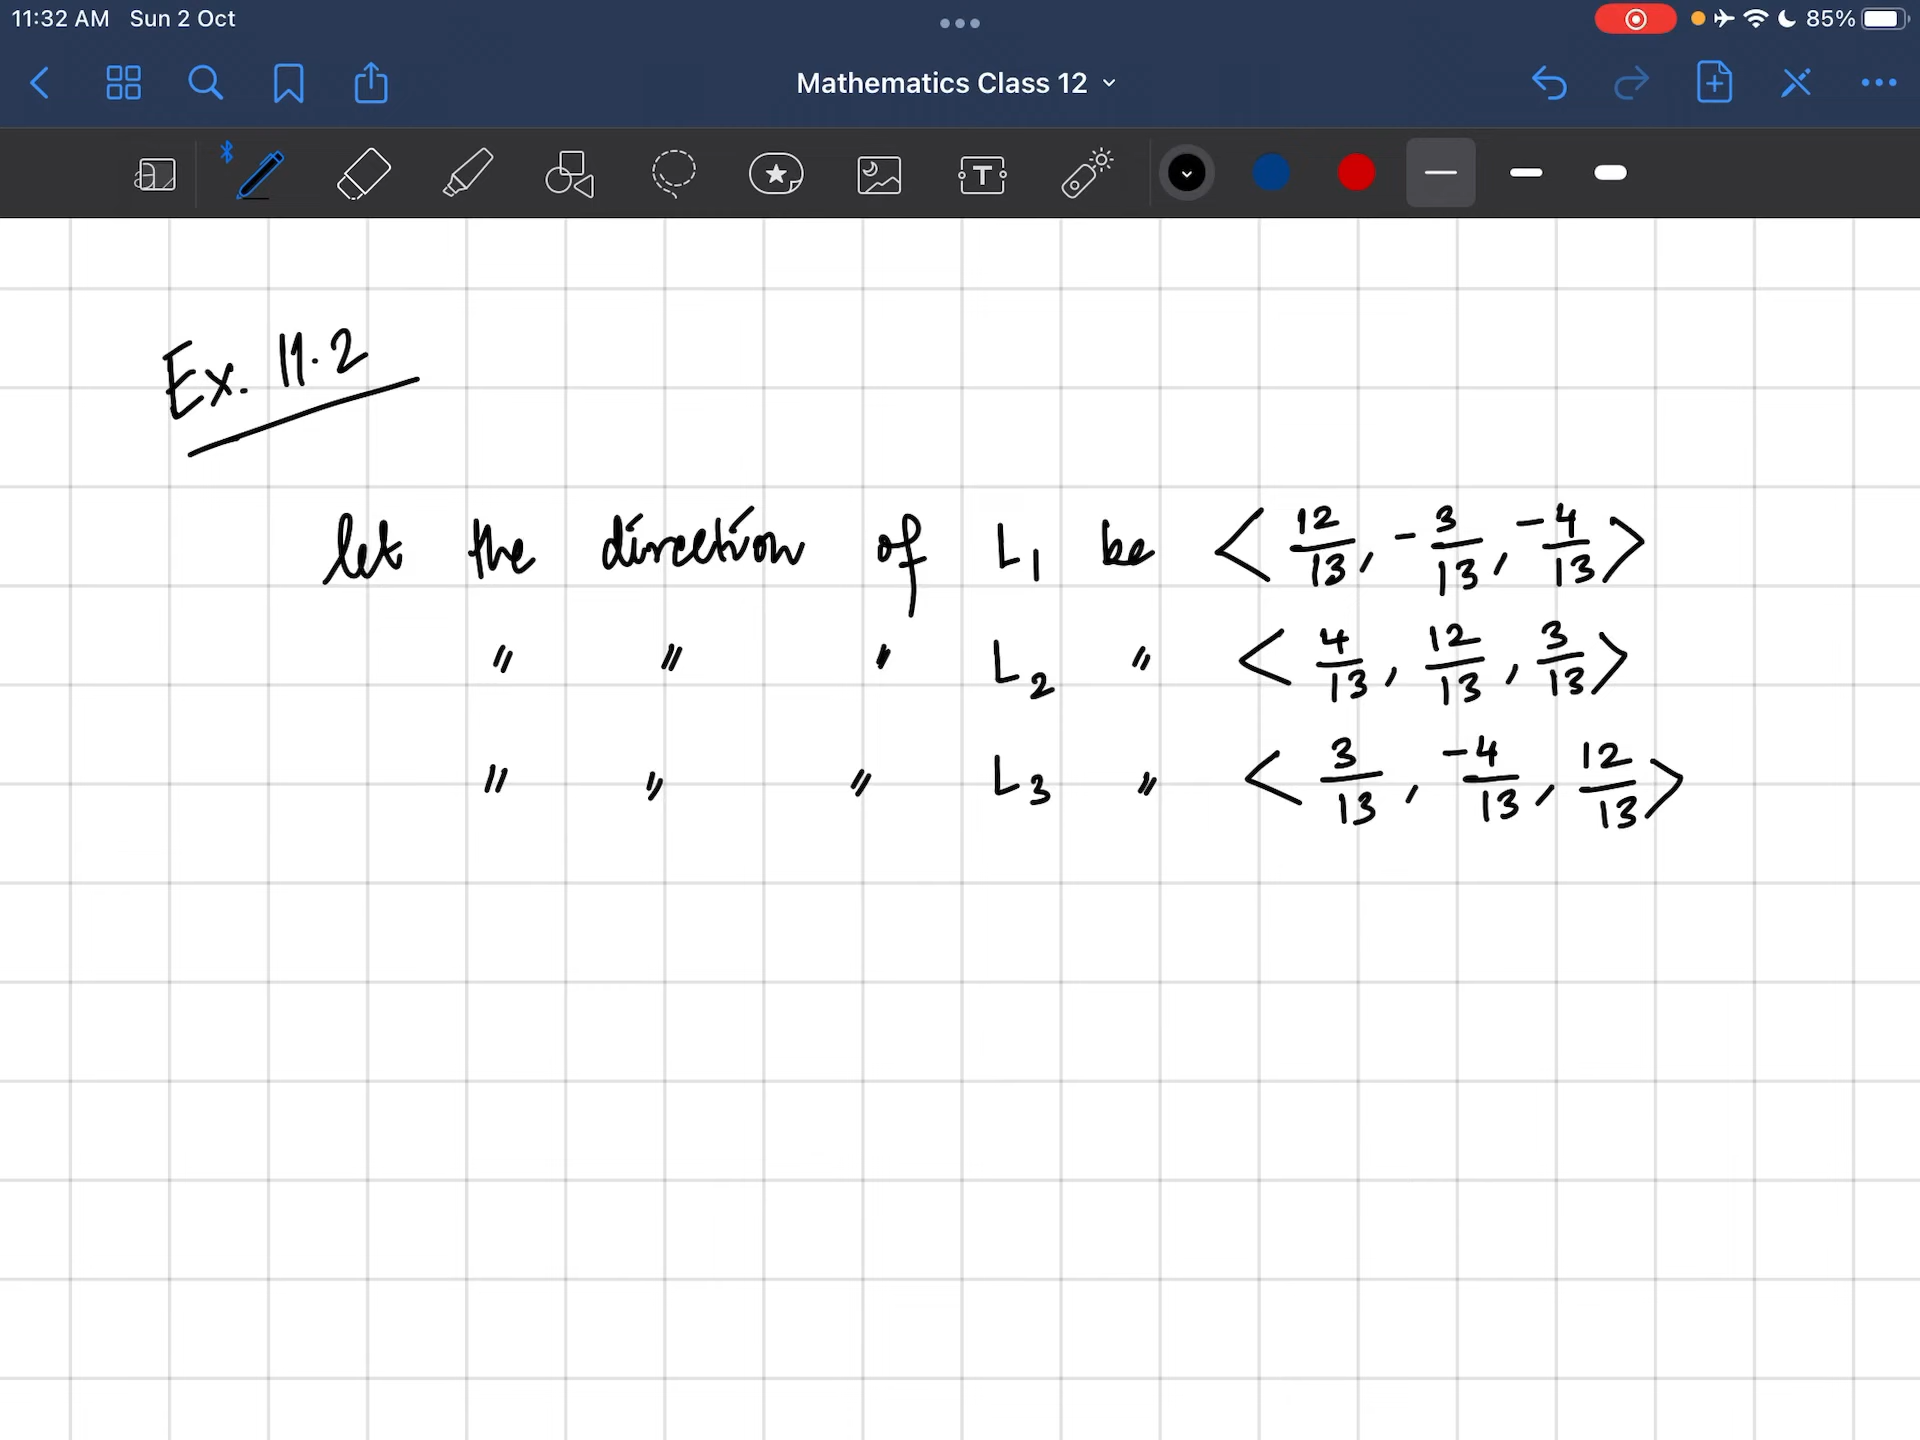 11:32 AM Sun 2 Oct 85%
Mathematics Class 12
Ex. 11.2
let the direction of L₁ be < 12/13, -3/13, -4/13 >
" " " L₂ " < 4/13, 12/13, 3/13 >
" " " L₃ " < 3/13, -4/13, 12/13 >